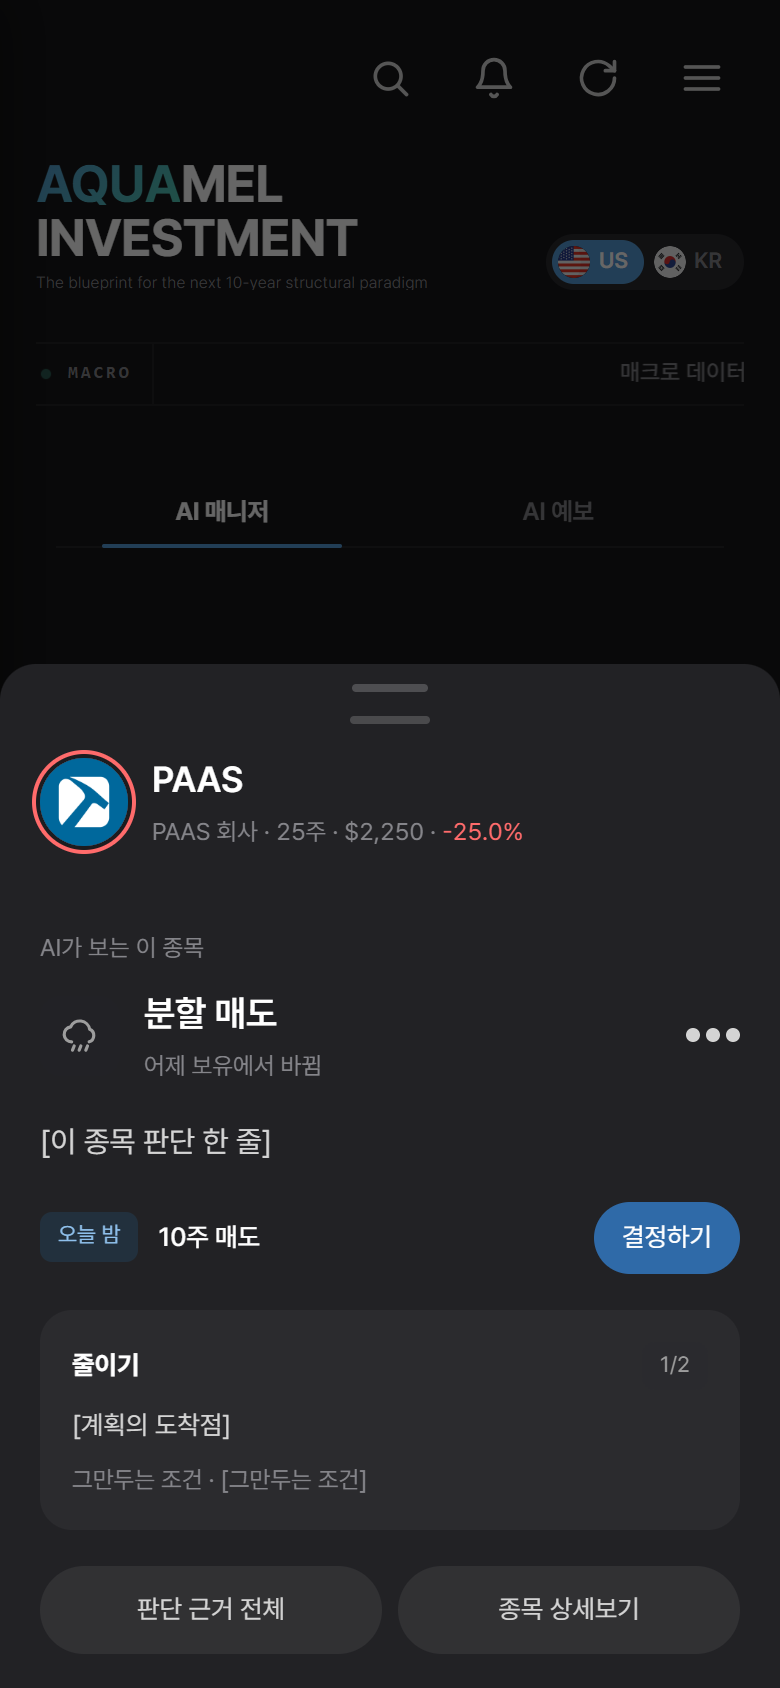 AQUAMEL
INVESTMENT
The blueprint for the next 10-year structural paradigm
US
KR
MACRO
매크로 데이터
AI 매니저
AI 예보
PAAS
PAAS 회사 · 25주 · $2,250 · -25.0%
AI가 보는 이 종목
분할 매도
어제 보유에서 바뀜
[이 종목 판단 한 줄]
오늘 밤
10주 매도
결정하기
줄이기
1/2
[계획의 도착점]
그만두는 조건 · [그만두는 조건]
판단 근거 전체
종목 상세보기